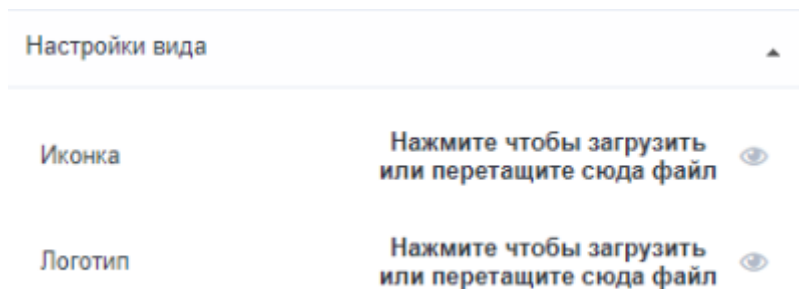 Настройки вида
Иконка
Нажмите чтобы загрузить
или перетащите сюда файл
Логотип
Нажмите чтобы загрузить
или перетащите сюда файл